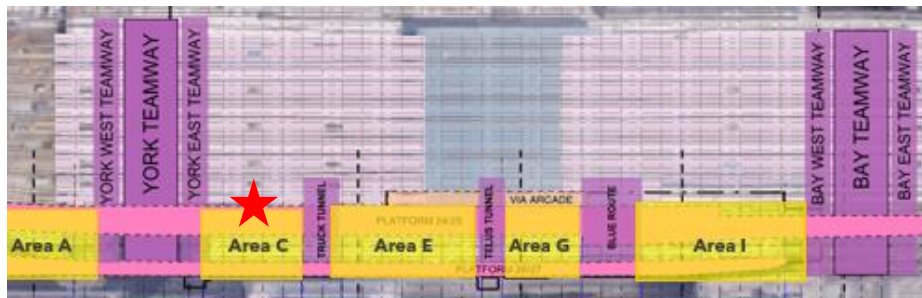 YORK WEST TEAMWAY
YORK TEAMWAY
YORK EAST TEAMWAY
BAY WEST TEAMWAY
BAY TEAMWAY
BAY EAST TEAMWAY
TRUCK TUNNEL
TELUS TUNNEL
VIA ARCADE
BLUE ROUTE
PLATFORM 24/25
Area A
Area C
Area E
Area G
Area I
PLATFORM 26/27